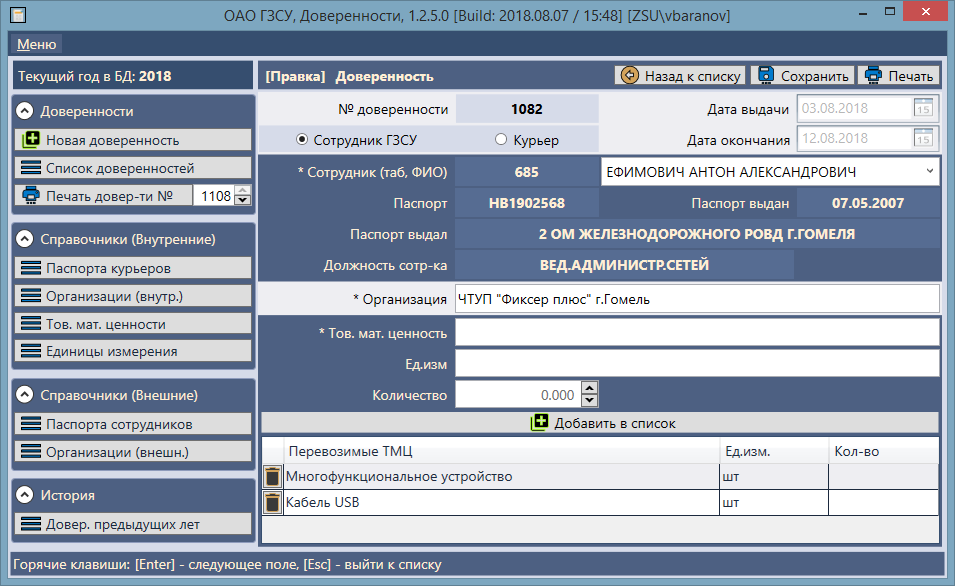 ОАО ГЗСУ, Доверенности, 1.2.5.0 [Build: 2018.08.07 / 15:48] [ZSU\vbaranov]
Меню
Текущий год в БД: 2018
Доверенности
Новая доверенность
Список доверенностей
Печать довер-ти № 1108
Справочники (Внутренние)
Паспорта курьеров
Организации (внутр.)
Тов. мат. ценности
Единицы измерения
Справочники (Внешние)
Паспорта сотрудников
Организации (внешн.)
История
Довер. предыдущих лет
[Правка] Доверенность Назад к списку Сохранить Печать
№ доверенности 1082 Дата выдачи 03.08.2018 15
Сотрудник ГЗСУ Курьер Дата окончания 12.08.2018 15
* Сотрудник (таб, ФИО) 685 ЕФИМОВИЧ АНТОН АЛЕКСАНДРОВИЧ
Паспорт НВ1902568 Паспорт выдан 07.05.2007
Паспорт выдал 2 ОМ ЖЕЛЕЗНОДОРОЖНОГО РОВД Г.ГОМЕЛЯ
Должность сотр-ка ВЕД.АДМИНИСТР.СЕТЕЙ
* Организация ЧТУП "Фиксер плюс" г.Гомель
* Тов. мат. ценность
Ед.изм
Количество 0.000
Добавить в список
Перевозимые ТМЦ Ед.изм. Кол-во
Многофункциональное устройство шт
Кабель USB шт
Горячие клавиши: [Enter] - следующее поле, [Esc] - выйти к списку